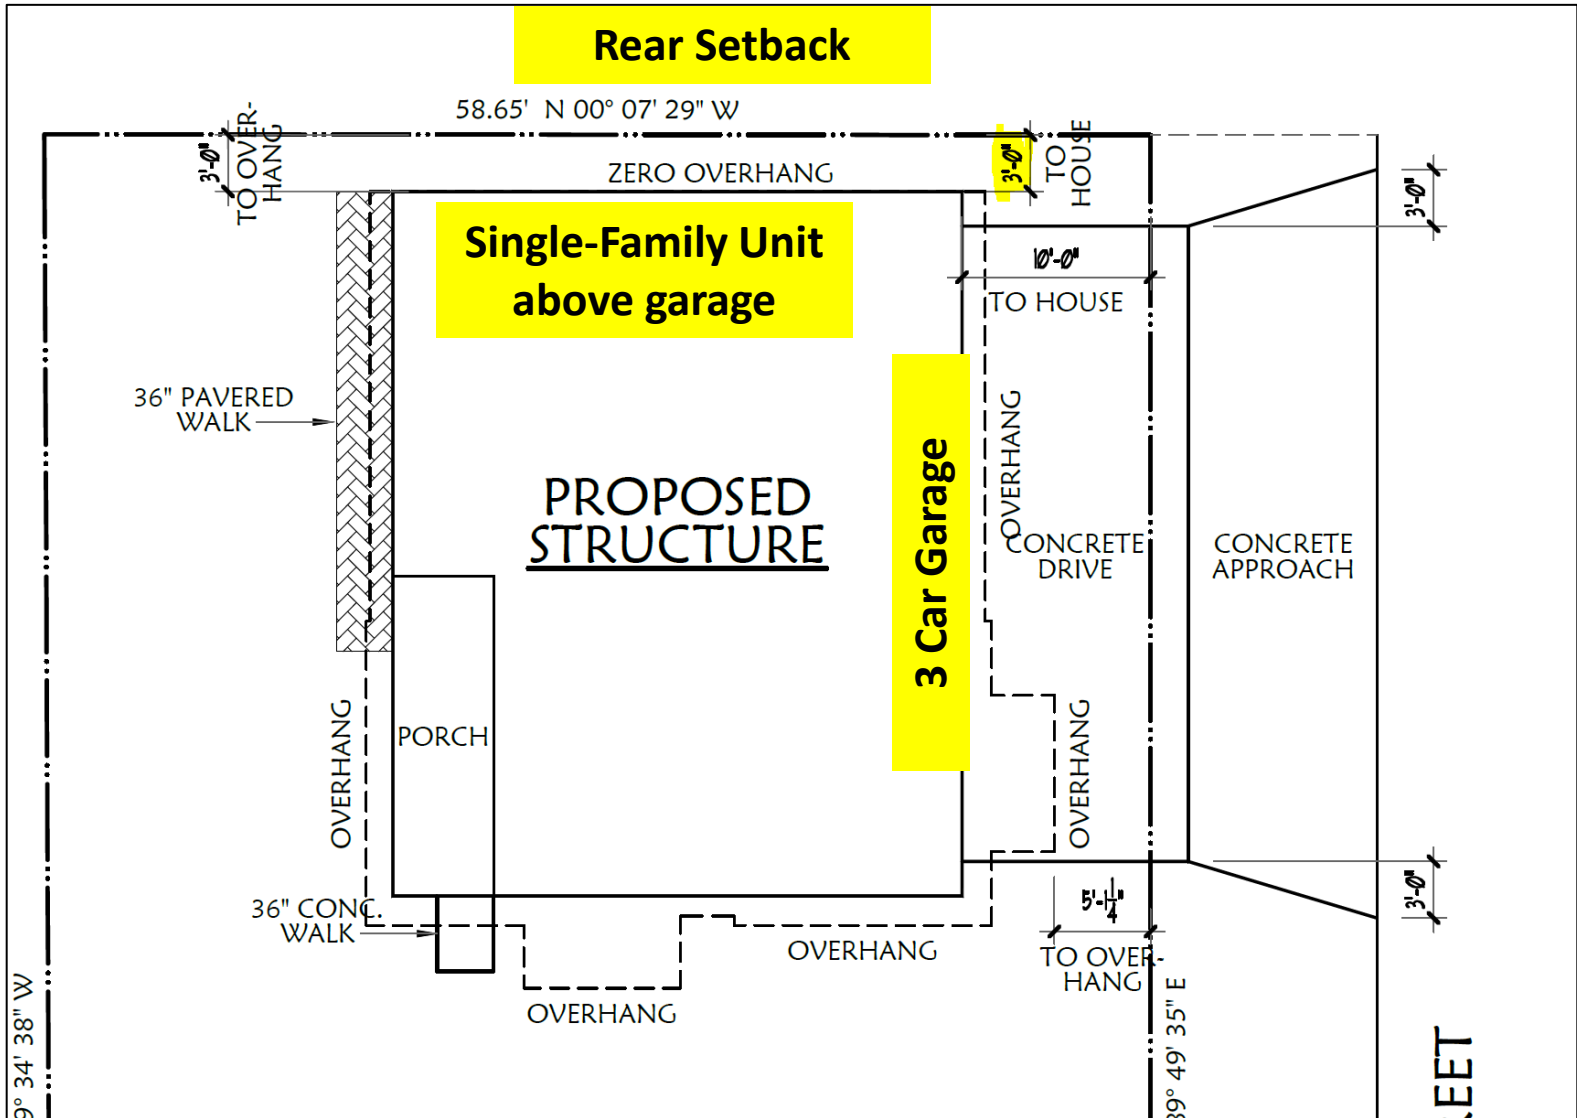 Rear Setback
58.65'  N 00° 07' 29" W
3'-0"
TO OVER-
HANG
ZERO OVERHANG
3'-0"
TO
HOUSE
3'-0"
Single-Family Unit
above garage
10'-0"
TO HOUSE
36" PAVERED
WALK
OVERHANG
3 Car Garage
PROPOSED
STRUCTURE
CONCRETE
DRIVE
CONCRETE
APPROACH
OVERHANG
PORCH
OVERHANG
36" CONC.
WALK
5'-1 1/4"
3'-0"
OVERHANG
TO OVER-
HANG
OVERHANG
9° 34' 38" W
39° 49' 35" E
EET